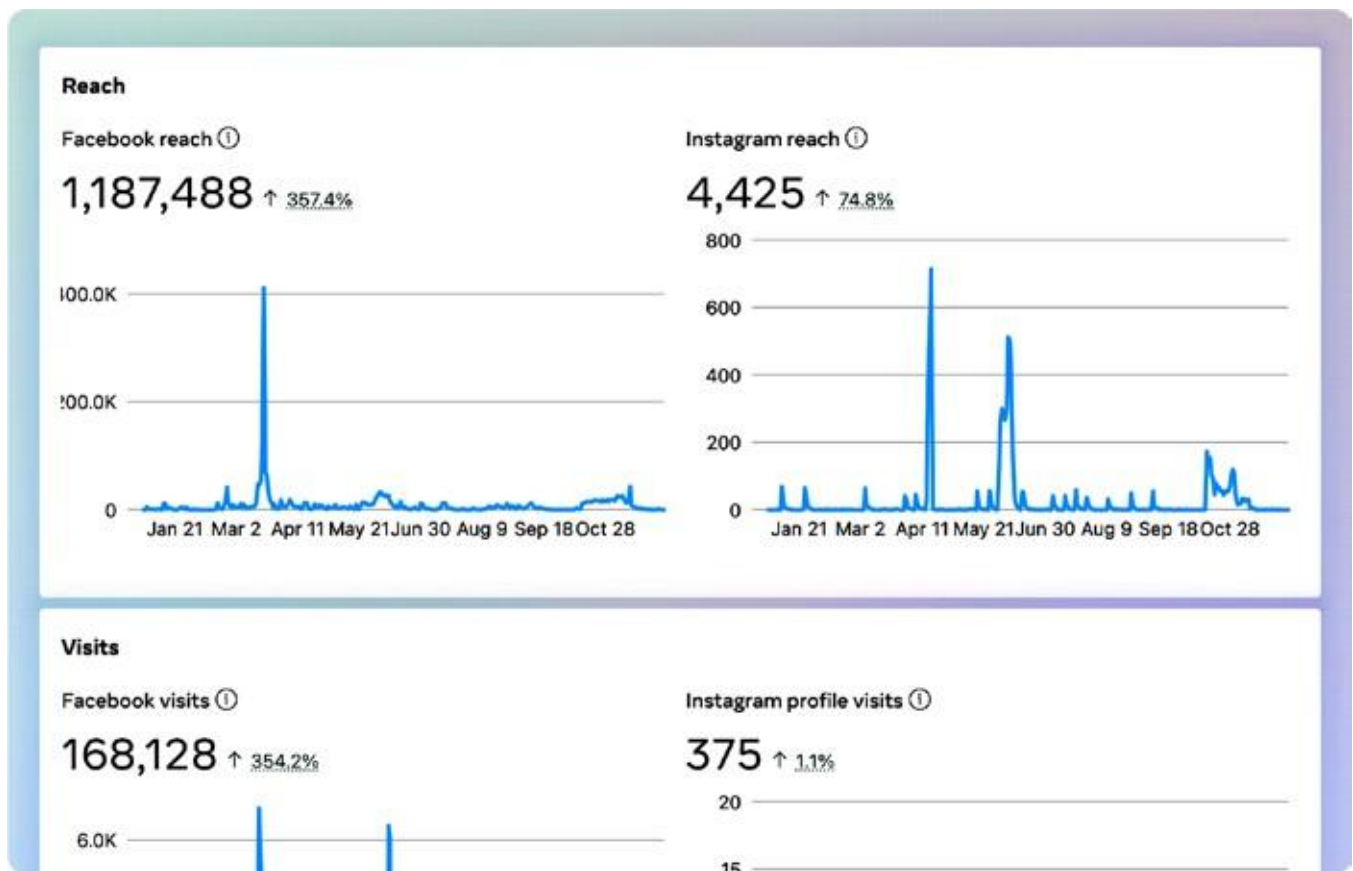 Reach
Facebook reach
1,187,488 ↑ 357.4%
00.0K
200.0K
0
Jan 21 Mar 2 Apr 11 May 21 Jun 30 Aug 9 Sep 18 Oct 28
Instagram reach
4,425 ↑ 74.8%
800
600
400
200
0
Jan 21 Mar 2 Apr 11 May 21 Jun 30 Aug 9 Sep 18 Oct 28
Visits
Facebook visits
168,128 ↑ 354.2%
6.0K
Instagram profile visits
375 ↑ 1.1%
20
15